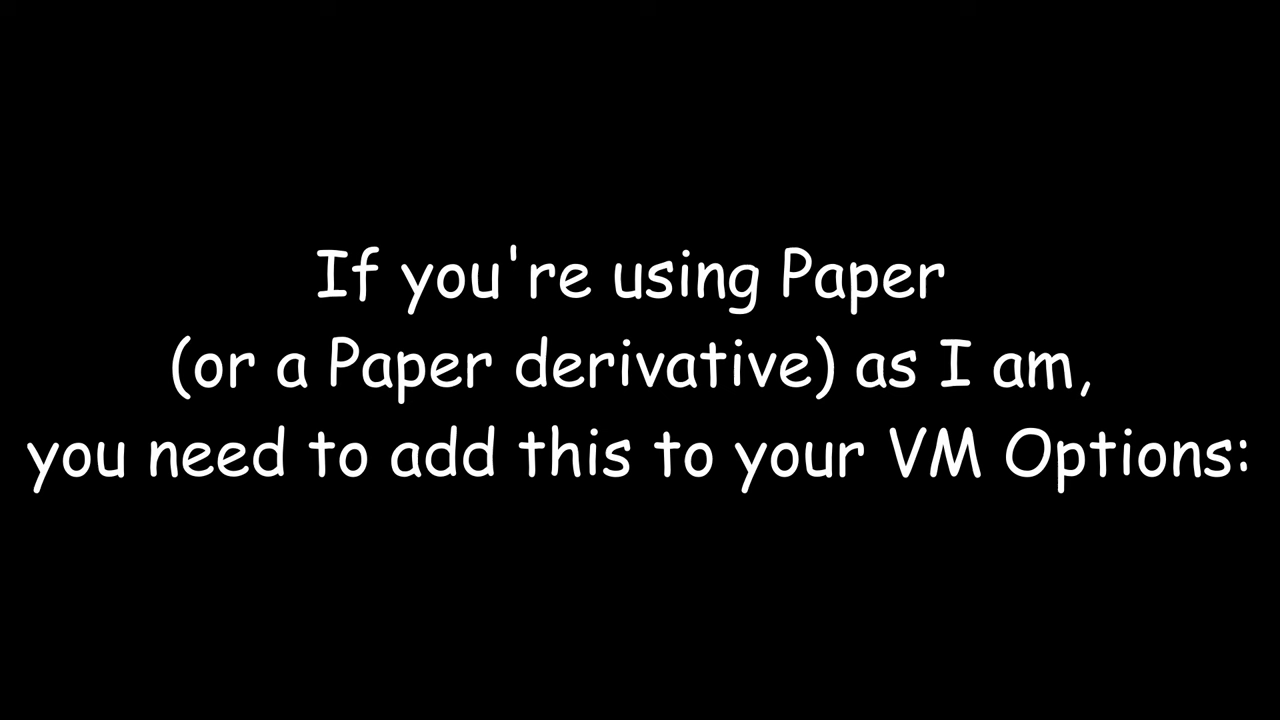 If you're using Paper
(or a Paper derivative) as I am,
you need to add this to your VM Options: